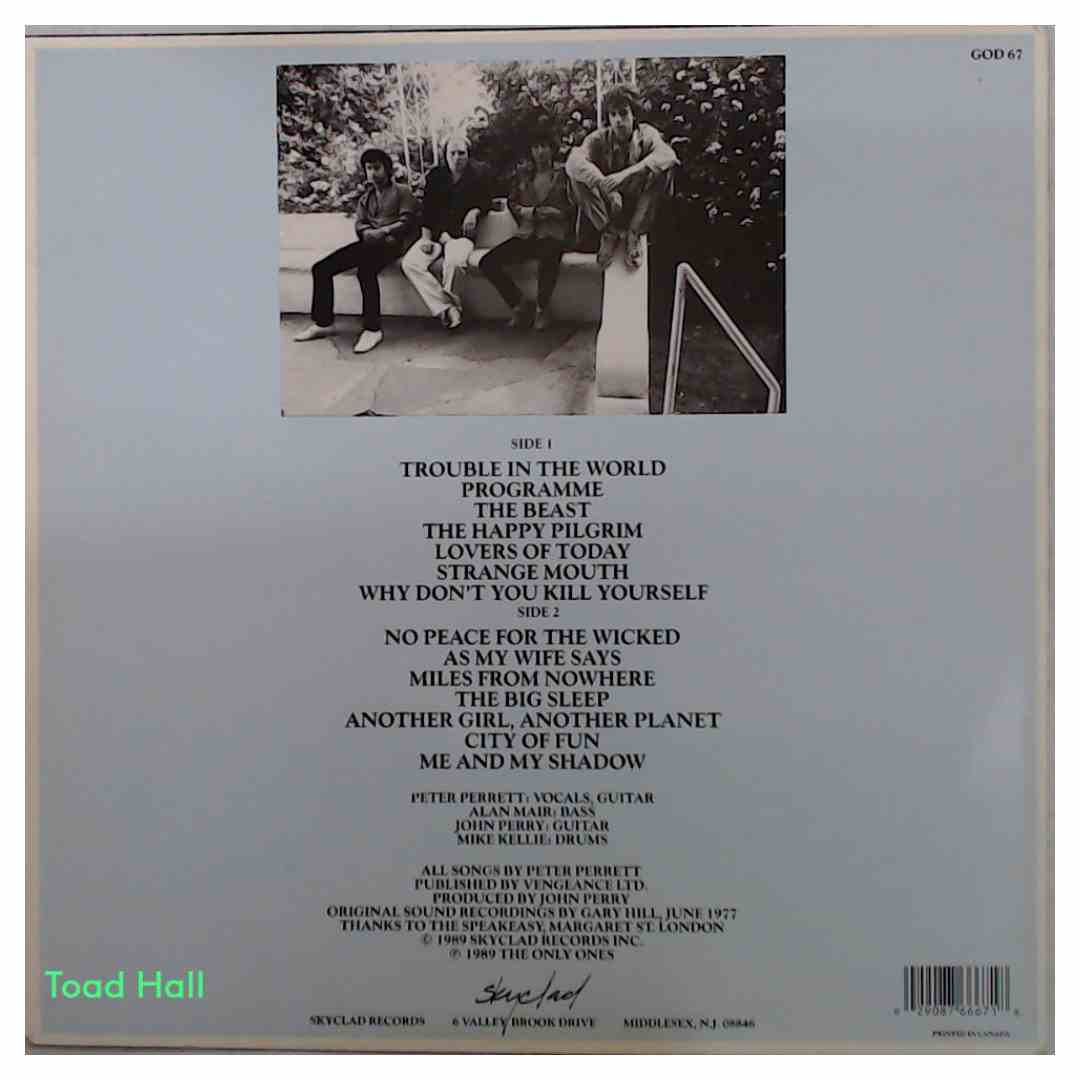 GOD 67
SIDE 1
TROUBLE IN THE WORLD
PROGRAMME
THE BEAST
THE HAPPY PILGRIM
LOVERS OF TODAY
STRANGE MOUTH
WHY DON'T YOU KILL YOURSELF
SIDE 2
NO PEACE FOR THE WICKED
AS MY WIFE SAYS
MILES FROM NOWHERE
THE BIG SLEEP
ANOTHER GIRL, ANOTHER PLANET
CITY OF FUN
ME AND MY SHADOW
PETER PERRETT: VOCALS, GUITAR
ALAN MAIR: BASS
JOHN PERRY: GUITAR
MIKE KELLIE: DRUMS
ALL SONGS BY PETER PERRETT
PUBLISHED BY VENGEANCE LTD.
PRODUCED BY JOHN PERRY
ORIGINAL SOUND RECORDINGS BY GARY HILL, JUNE 1977
THANKS TO THE SPEAKEASY, MARGARET ST. LONDON
© 1989 SKYCLAD RECORDS INC.
℗ 1989 THE ONLY ONES
Toad Hall
Skyclad
SKYCLAD RECORDS 6 VALLEY BROOK DRIVE MIDDLESEX, N.J. 08846
29087 66671
PRINTED IN CANADA